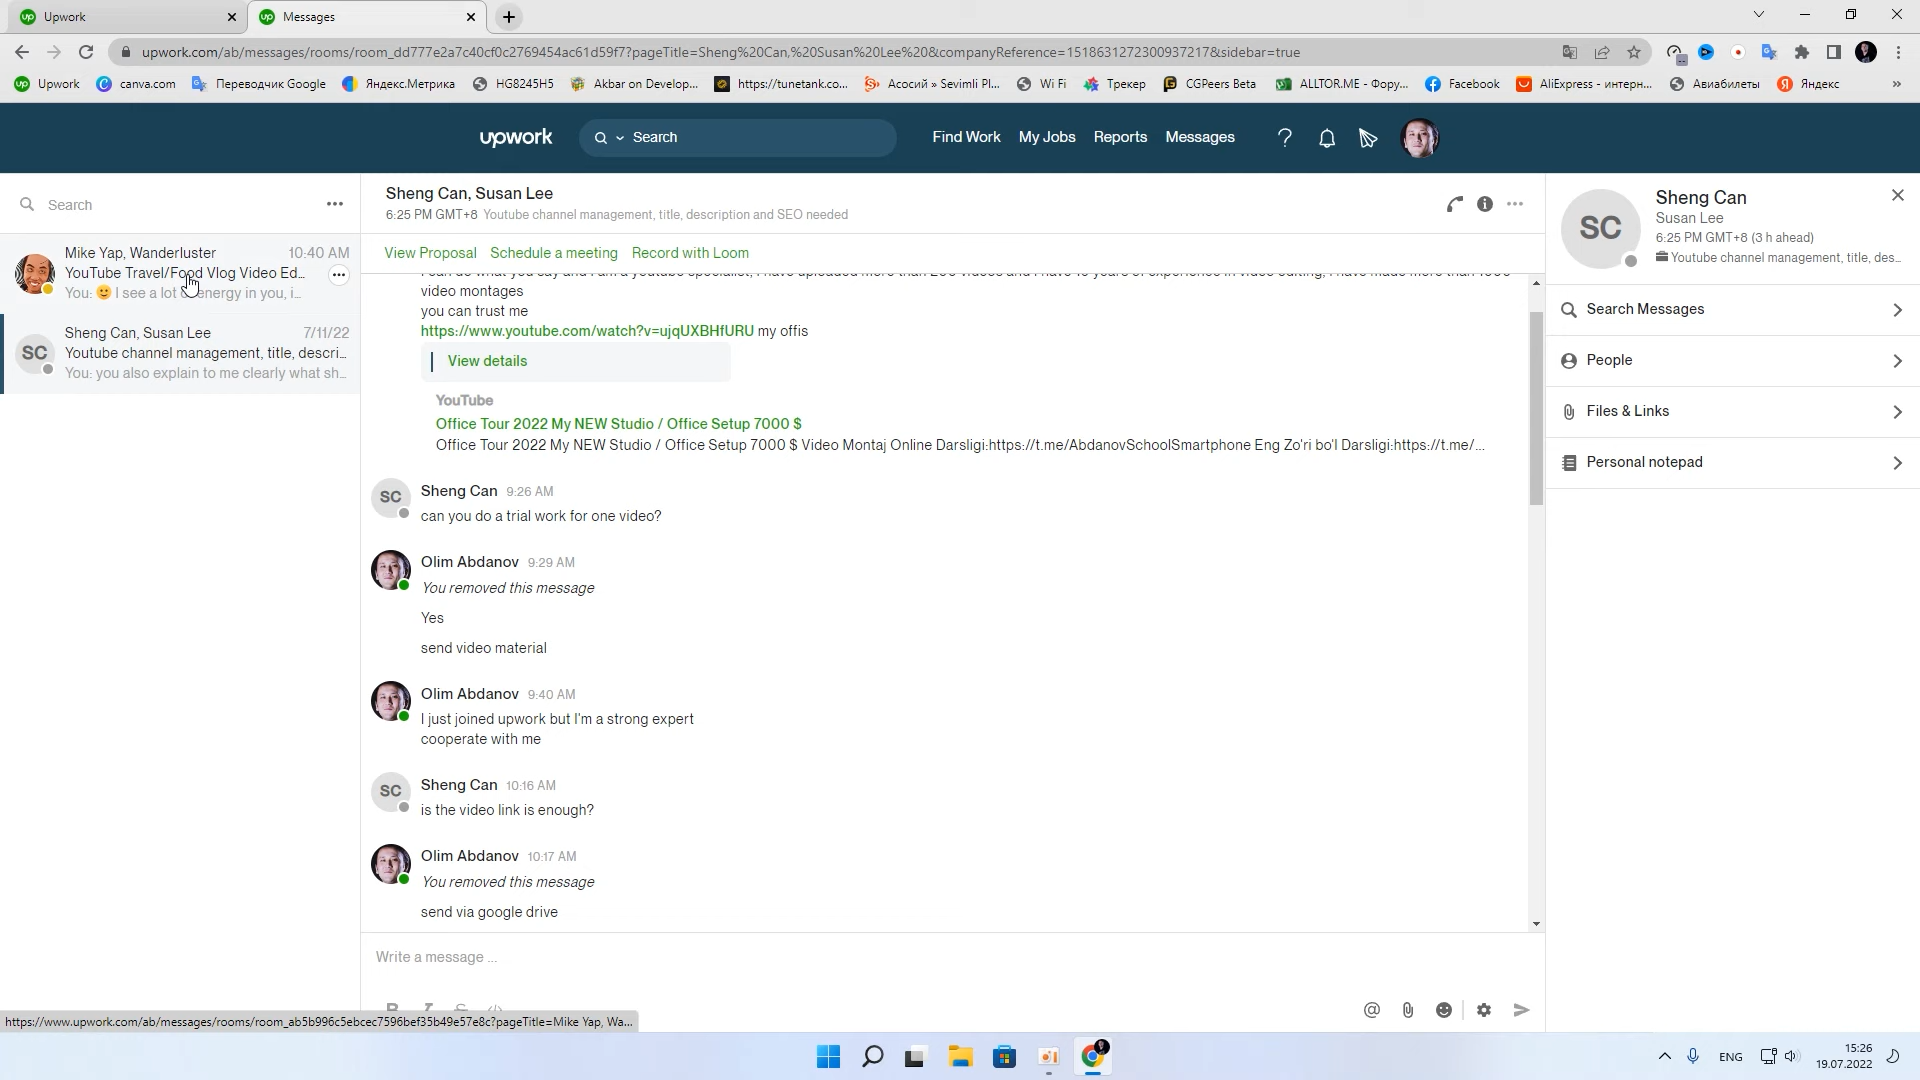 Upwork
Messages
upwork.com/ab/messages/rooms/room_dd777e2a7c40cf0c2769454ac61d59f7?pageTitle=Sheng%20Can,%20Susan%20Lee%20&companyReference=1518631272300937217&sidebar=true
Upwork canva.com Переводчик Google Яндекс.Метрика HG8245H5 Akbar on Develop... https://tunetank.co... Асосий » Sevimli Pl... Wi Fi Трекер CGPeers Beta ALLTOR.ME - Фору... Facebook AliExpress - интерн... Авиабилеты Яндекс »
upwork Search Find Work My Jobs Reports Messages
Search
Mike Yap, Wanderluster 10:40 AM
YouTube Travel/Food Vlog Video Ed...
You: 🙂 I see a lot energy in you, i...
SC
Sheng Can, Susan Lee 7/11/22
Youtube channel management, title, descri...
You: you also explain to me clearly what sh...
Sheng Can, Susan Lee
6:25 PM GMT+8 Youtube channel management, title, description and SEO needed
View Proposal Schedule a meeting Record with Loom
video montages
you can trust me
https://www.youtube.com/watch?v=ujqUXBHfURU my offis
View details
YouTube
Office Tour 2022 My NEW Studio / Office Setup 7000 $
Office Tour 2022 My NEW Studio / Office Setup 7000 $ Video Montaj Online Darsligi:https://t.me/AbdanovSchoolSmartphone Eng Zo'ri bo'l Darsligi:https://t.me/...
SC
Sheng Can 9:26 AM
can you do a trial work for one video?
Olim Abdanov 9:29 AM
You removed this message
Yes
send video material
Olim Abdanov 9:40 AM
I just joined upwork but I'm a strong expert
cooperate with me
SC
Sheng Can 10:16 AM
is the video link is enough?
Olim Abdanov 10:17 AM
You removed this message
send via google drive
Write a message ...
SC
Sheng Can
Susan Lee
6:25 PM GMT+8 (3 h ahead)
Youtube channel management, title, des...
Search Messages
People
Files & Links
Personal notepad
https://www.upwork.com/ab/messages/rooms/room_ab5b996c5ebcec7596bef35b49e57e8c?pageTitle=Mike Yap, Wa...
ENG
15:26
19.07.2022